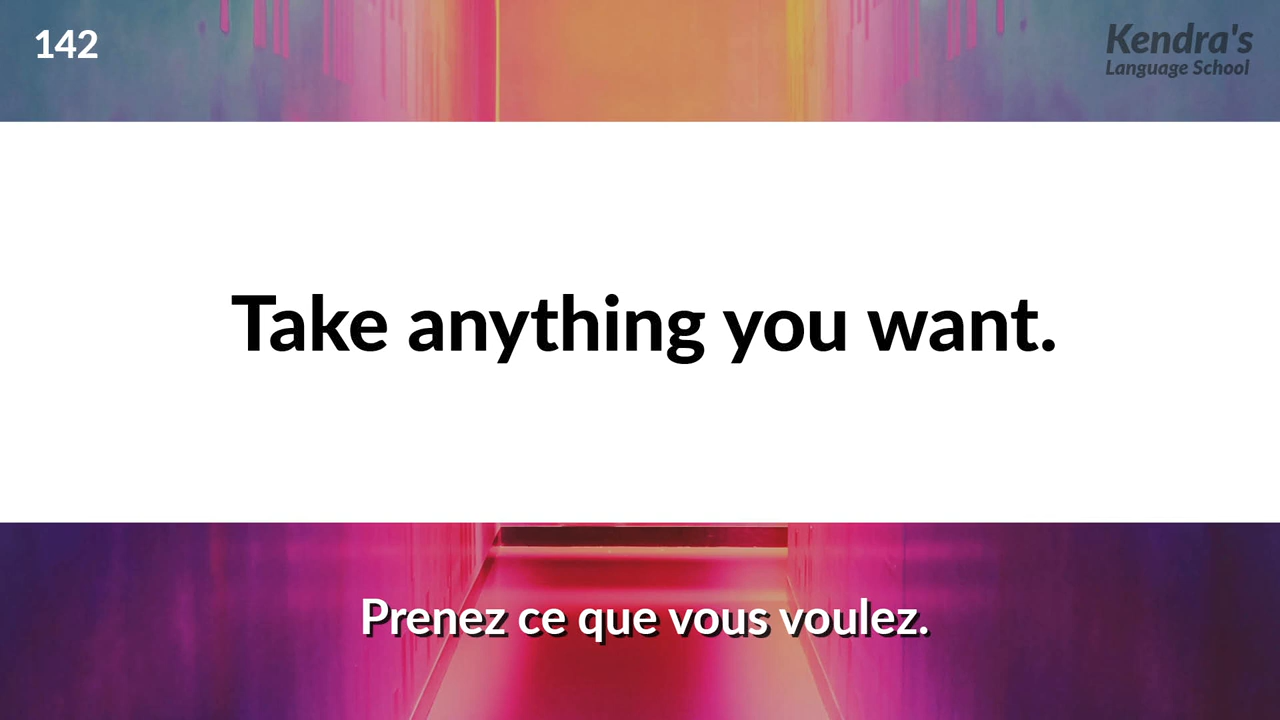 142
Kendra's
Language School
Take anything you want.
Prenez ce que vous voulez.